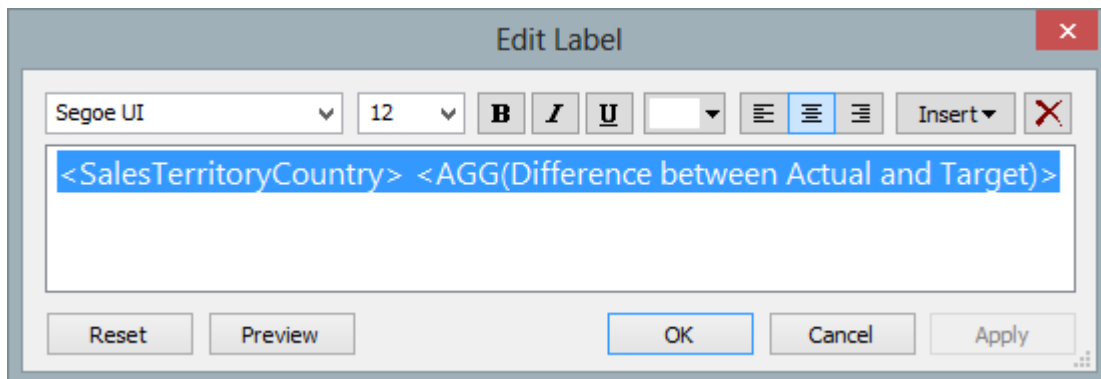 Edit Label
Segoe UI 12 B I U Insert
<SalesTerritoryCountry> <AGG(Difference between Actual and Target)>
Reset Preview OK Cancel Apply